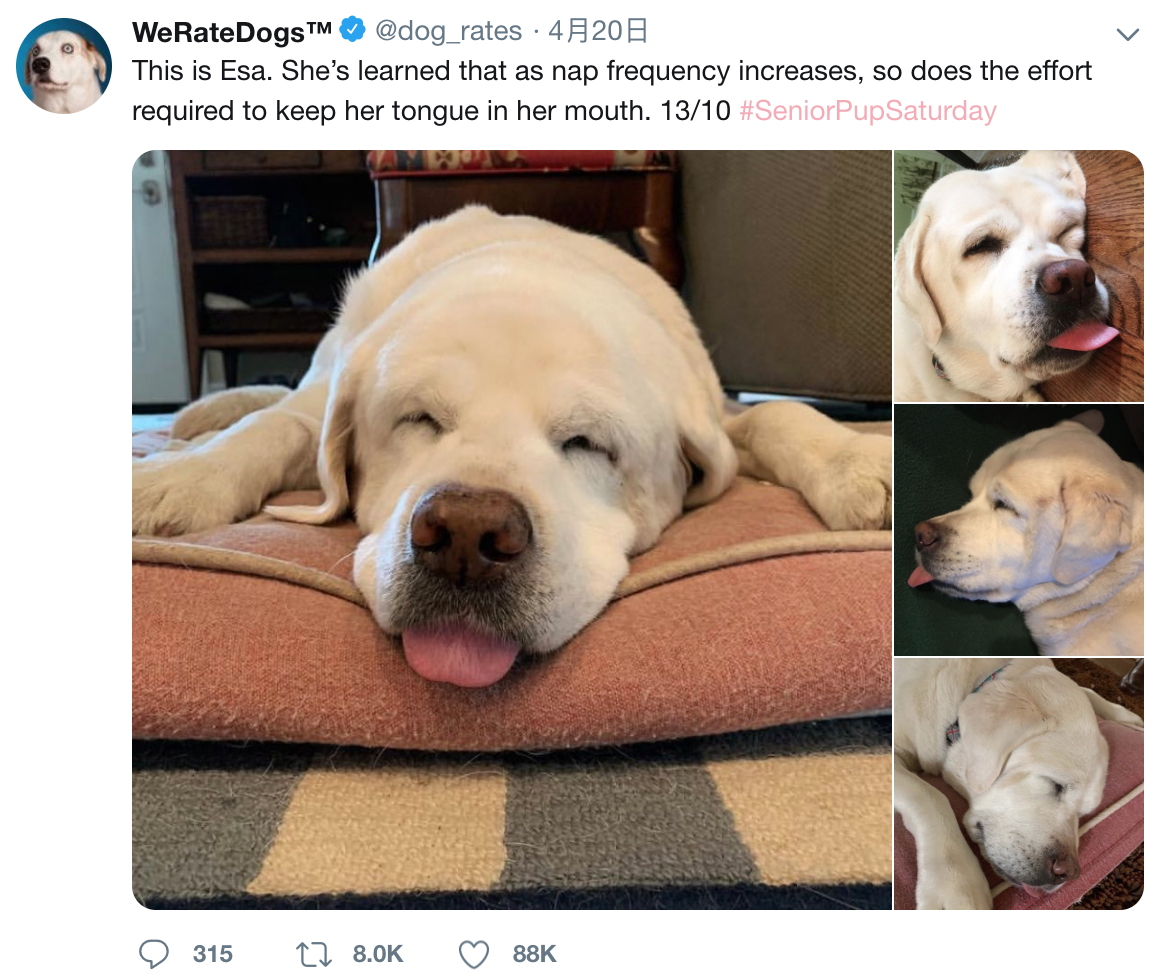 WeRateDogs™ @dog_rates · 4月20日
This is Esa. She’s learned that as nap frequency increases, so does the effort
required to keep her tongue in her mouth. 13/10 #SeniorPupSaturday
315 8.0K 88K